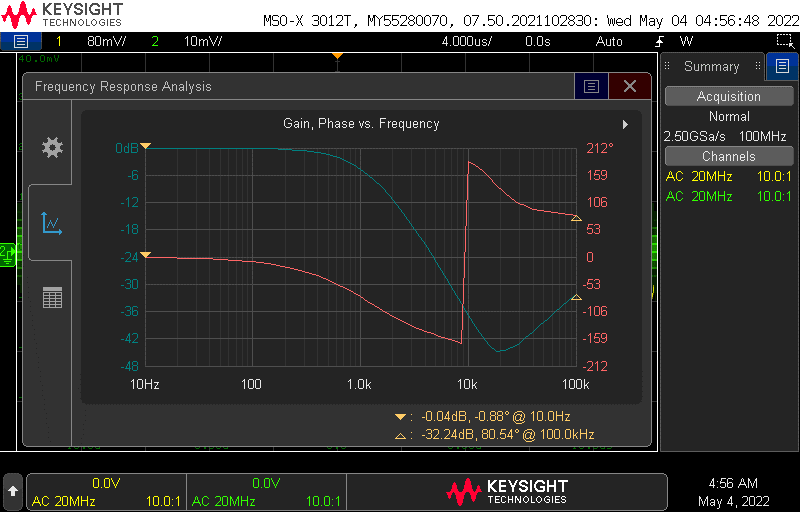 KEYSIGHT
TECHNOLOGIES
MSO-X 3012T, MY55280070, 07.50.2021102830: Wed May 04 04:56:48 2022
1 80mV/ 2 10mV/ 4.000us/ 0.0s Auto W
40.0mV
Summary
Frequency Response Analysis
Acquisition
Normal
2.50GSa/s 100MHz
Channels
AC 20MHz 10.0:1
AC 20MHz 10.0:1
Gain, Phase vs. Frequency
0dB 212°
-6 159
-12 106
-18 53
-24 0
-30 -53
-36 -106
-42 -159
-48 -212
10Hz 100 1.0k 10k 100k
2
: -0.04dB, -0.88° @ 10.0Hz
: -32.24dB, 80.54° @ 100.0kHz
0.0V 0.0V
AC 20MHz 10.0:1 AC 20MHz 10.0:1
KEYSIGHT
TECHNOLOGIES
4:56 AM
May 4, 2022